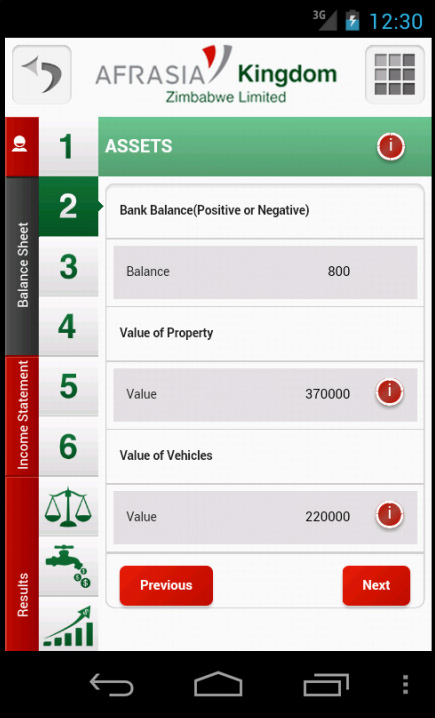 3G 12:30
AFRASIA Kingdom
Zimbabwe Limited
1
ASSETS
i
2
Bank Balance(Positive or Negative)
Balance Sheet
3
Balance 800
4
Value of Property
Income Statement
5
Value 370000 i
6
Value of Vehicles
Value 220000 i
Results
Previous Next